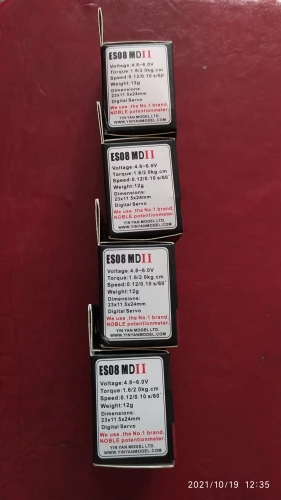 ES08 MDII
Voltage:4.8~6.0V
Torque:1.6/2.0kg.cm
Speed:0.12/0.10 s/60°
Weight:12g
Dimensions:
23x11.5x24mm
Digital Servo
We use ,the No.1 brand,
NOBLE potentionmeter.
YIN YAN MODEL LTD.
WWW.YINYANMODEL.COM
ES08 MDII
Voltage:4.8~6.0V
Torque:1.6/2.0kg.cm
Speed:0.12/0.10 s/60°
Weight:12g
Dimensions:
23x11.5x24mm
Digital Servo
We use ,the No.1 brand,
NOBLE potentionmeter.
YIN YAN MODEL LTD.
WWW.YINYANMODEL.COM
ES08 MDII
Voltage:4.8~6.0V
Torque:1.6/2.0kg.cm
Speed:0.12/0.10 s/60°
Weight:12g
Dimensions:
23x11.5x24mm
Digital Servo
We use ,the No.1 brand,
NOBLE potentionmeter.
YIN YAN MODEL LTD.
WWW.YINYANMODEL.COM
ES08 MDII
Voltage:4.8~6.0V
Torque:1.6/2.0kg.cm
Speed:0.12/0.10 s/60°
Weight:12g
Dimensions:
23x11.5x24mm
Digital Servo
We use ,the No.1 brand,
NOBLE potentionmeter.
YIN YAN MODEL LTD.
WWW.YINYANMODEL.COM
2021/10/19 12:35